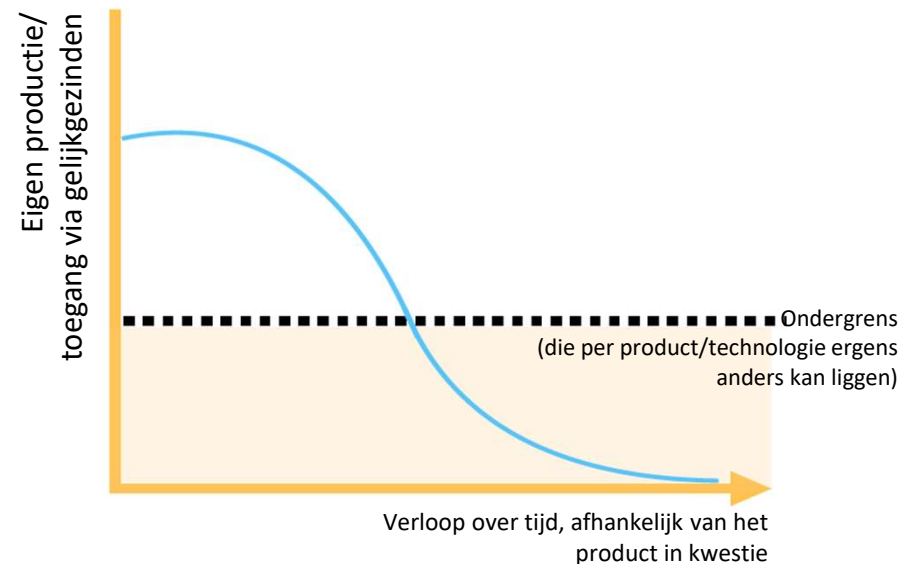 Eigen productie/
toegang via gelijkgezinden
Ondergrens
(die per product/technologie ergens
anders kan liggen)
Verloop over tijd, afhankelijk van het
product in kwestie